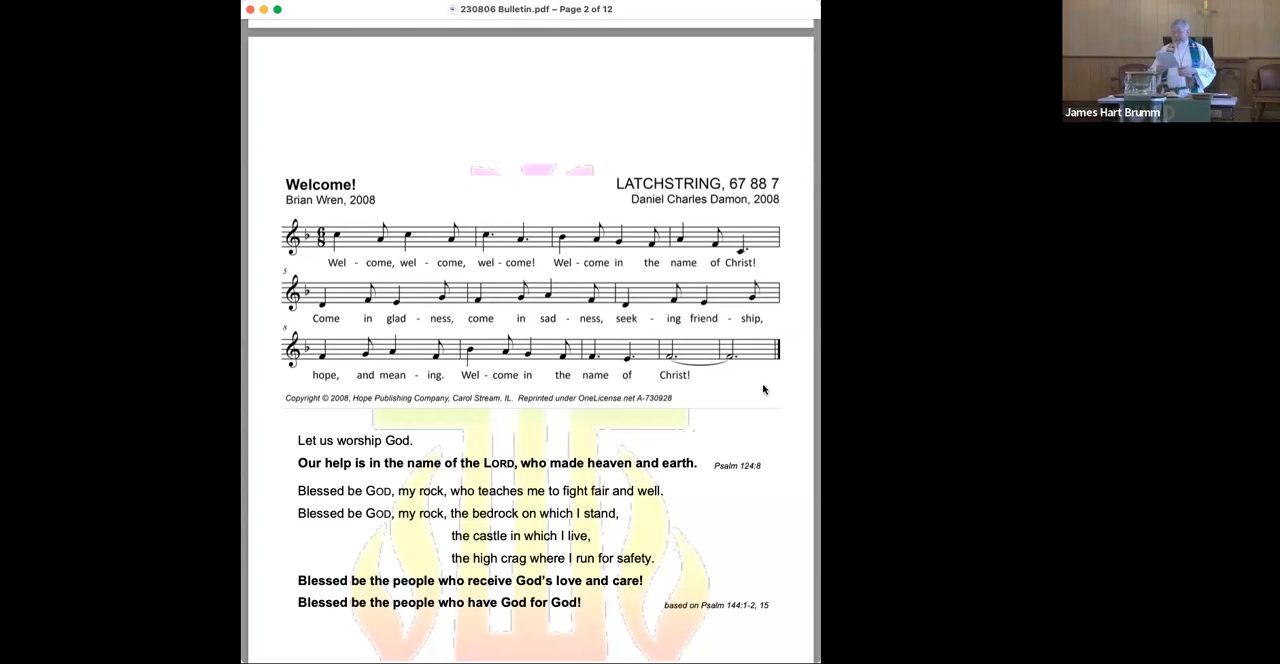 230806 Bulletin.pdf – Page 2 of 12
James Hart Brumm
Welcome!
LATCHSTRING, 67 88 7
Brian Wren, 2008
Daniel Charles Damon, 2008
6
8
Wel - come, wel - come, wel - come! Wel - come in the name of Christ!
5
Come in glad - ness, come in sad - ness, seek - ing friend - ship,
8
hope, and mean - ing. Wel - come in the name of Christ!
Copyright © 2008, Hope Publishing Company, Carol Stream, IL. Reprinted under OneLicense.net A-730928
Let us worship God.
Our help is in the name of the LORD, who made heaven and earth. Psalm 124:8
Blessed be GOD, my rock, who teaches me to fight fair and well.
Blessed be GOD, my rock, the bedrock on which I stand,
the castle in which I live,
the high crag where I run for safety.
Blessed be the people who receive God's love and care!
Blessed be the people who have God for God! based on Psalm 144:1-2, 15